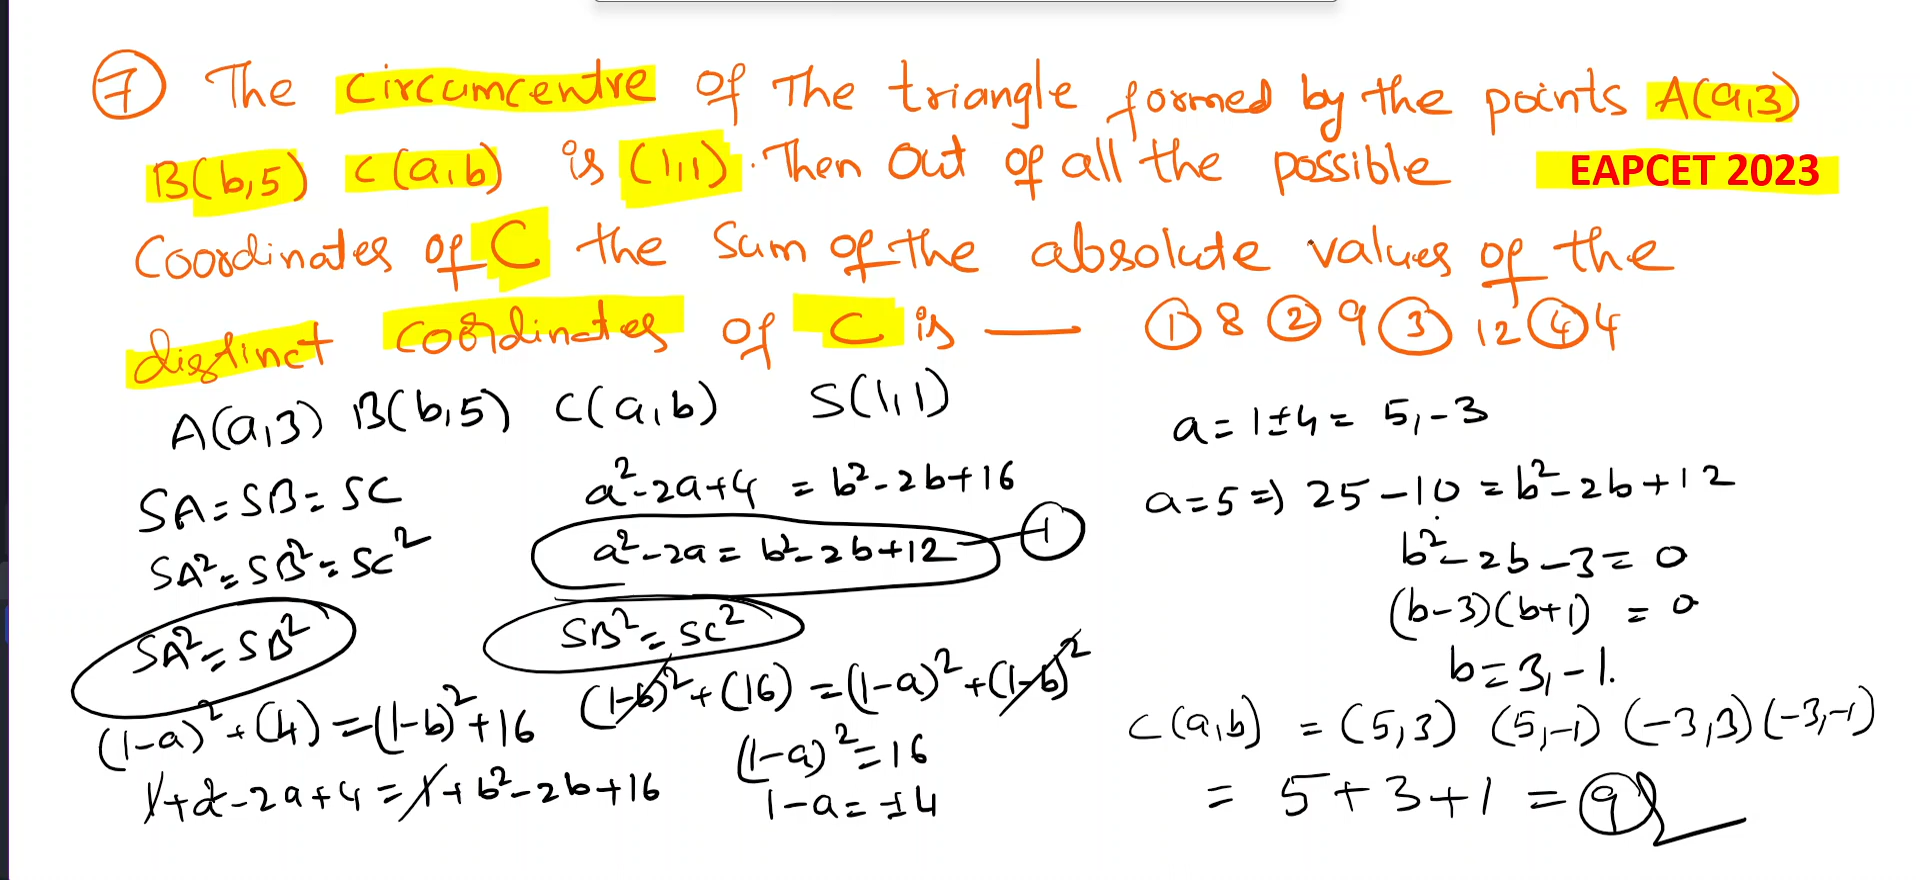 ⑦ The circumcentre of The triangle formed by the points A(a,3)
B(b,5) C(a,b) is (1,1). Then out of all the possible EAPCET 2023
Coordinates of C the sum of the absolute values of the
distinct coordinates of C is — ① 8 ② 9 ③ 12 ④ 4
A(a,3) B(b,5) C(a,b) S(1,1)
SA=SB=SC
SA²=SB²=SC²
SA²=SB²
(1-a)²+(4)=(1-b)²+16
1+a²-2a+4=1+b²-2b+16
a²-2a+4 = b²-2b+16
a²-2a = b²-2b+12 —①
SB²=SC²
(1-b)²+(16)=(1-a)²+(1-b)²
(1-a)²=16
1-a=±4
a=1±4= 5,-3
a=5⇒ 25-10=b²-2b+12
b²-2b-3=0
(b-3)(b+1) = 0
b=3,-1.
C(a,b) = (5,3) (5,-1) (-3,3) (-3,-1)
= 5+3+1 = 9